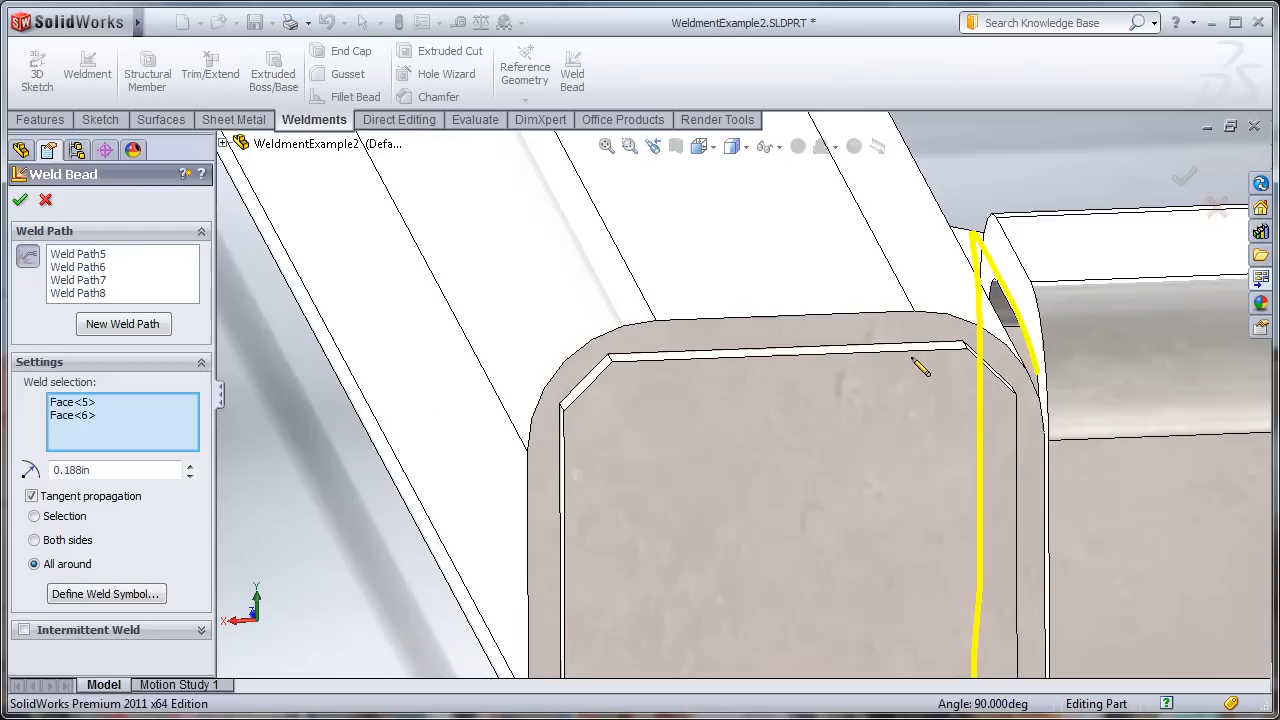 SolidWorks
WeldmentExample2.SLDPRT *
Search Knowledge Base
3D Sketch
Weldment
Structural Member
Trim/Extend
Extruded Boss/Base
End Cap
Gusset
Fillet Bead
Extruded Cut
Hole Wizard
Chamfer
Reference Geometry
Weld Bead
Features Sketch Surfaces Sheet Metal Weldments Direct Editing Evaluate DimXpert Office Products Render Tools
WeldmentExample2 (Defa...
Weld Bead
Weld Path
Weld Path5
Weld Path6
Weld Path7
Weld Path8
New Weld Path
Settings
Weld selection:
Face<5>
Face<6>
0.188in
Tangent propagation
Selection
Both sides
All around
Define Weld Symbol...
Intermittent Weld
Y
X
Z
Model Motion Study 1
SolidWorks Premium 2011 x64 Edition
Angle: 90.000deg
Editing Part